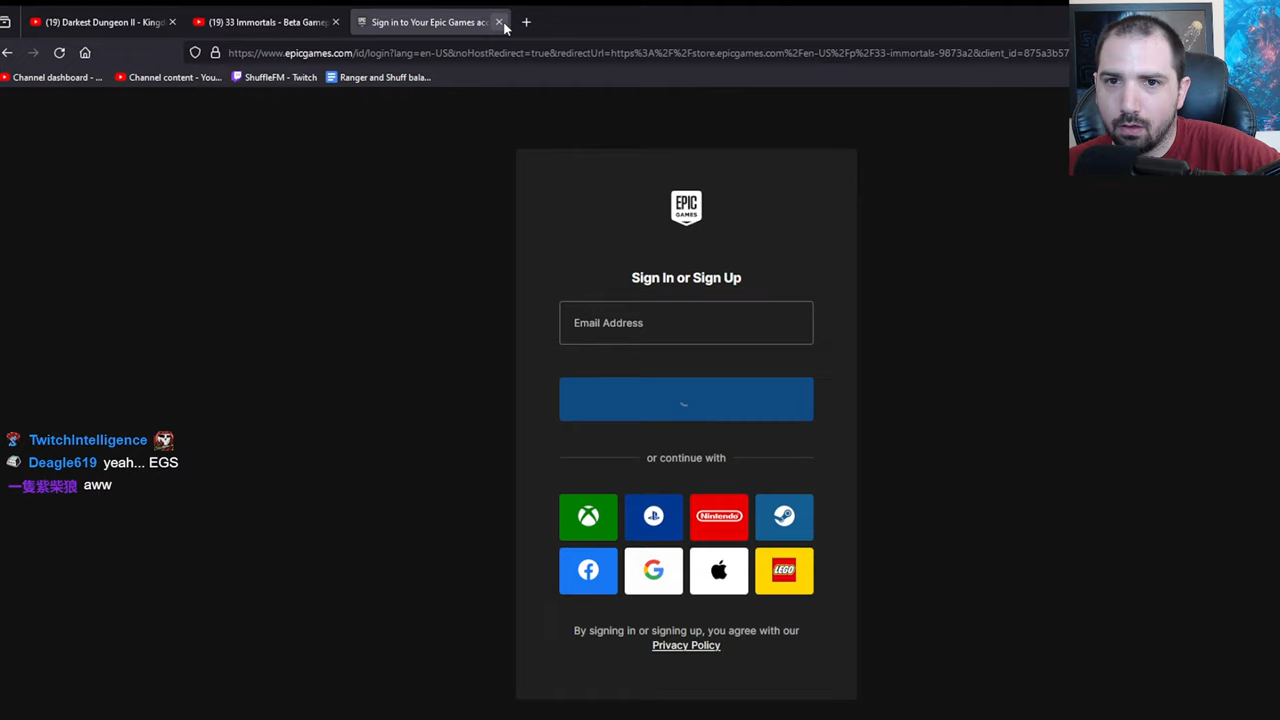 (19) Darkest Dungeon II - Kingd
(19) 33 Immortals - Beta Gamep
Sign in to Your Epic Games acc
https://www.epicgames.com/id/login?lang=en-US&noHostRedirect=true&redirectUrl=https%3A%2F%2Fstore.epicgames.com%2Fen-US%2Fp%2F33-immortals-9873a2&client_id=875a3b57
Channel dashboard - ...
Channel content - You...
ShuffleFM - Twitch
Ranger and Shuff bala...
EPIC
GAMES
Sign In or Sign Up
Email Address
or continue with
Nintendo
LEGO
By signing in or signing up, you agree with our
Privacy Policy
TwitchIntelligence
Deagle619 yeah... EGS
一隻紫柴狼 aww